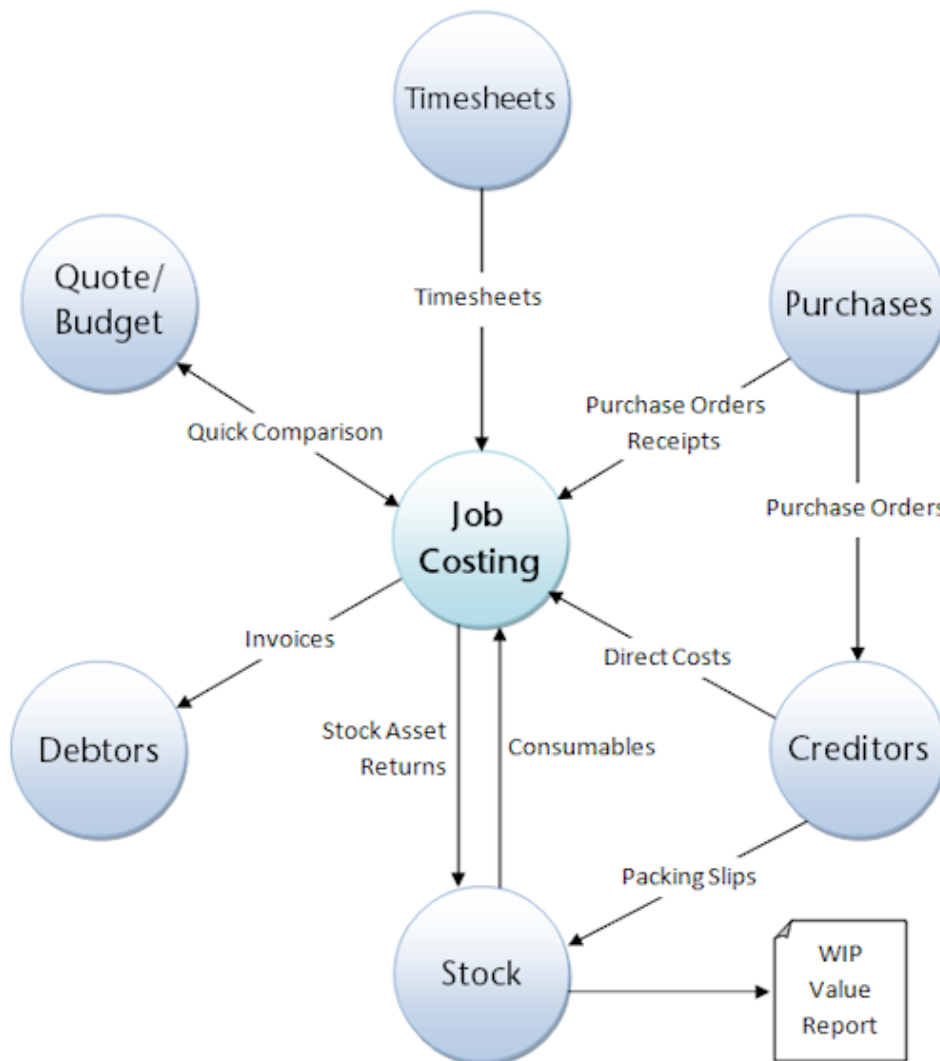 Timesheets
Quote/
Budget
Purchases
Timesheets
Purchase Orders
Receipts
Quick Comparison
Purchase Orders
Job
Costing
Invoices
Direct Costs
Debtors
Stock Asset
Returns
Consumables
Creditors
Packing Slips
Stock
WIP
Value
Report